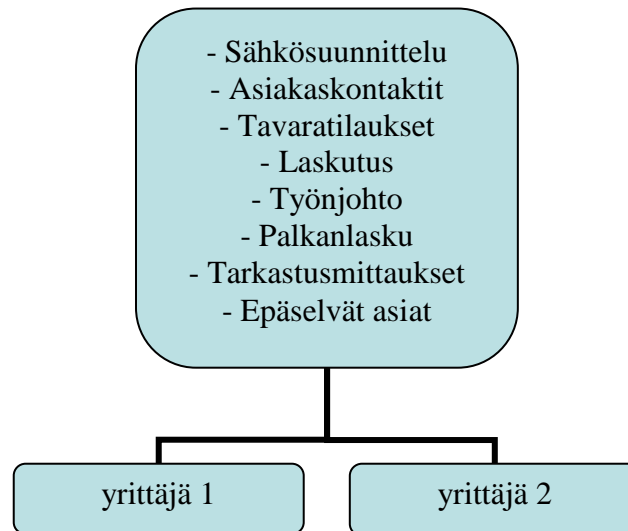 - Sähkösuunnittelu
- Asiakaskontaktit
- Tavaratilaukset
- Laskutus
- Työnjohto
- Palkanlasku
- Tarkastusmittaukset
- Epäselvät asiat
yrittäjä 1
yrittäjä 2